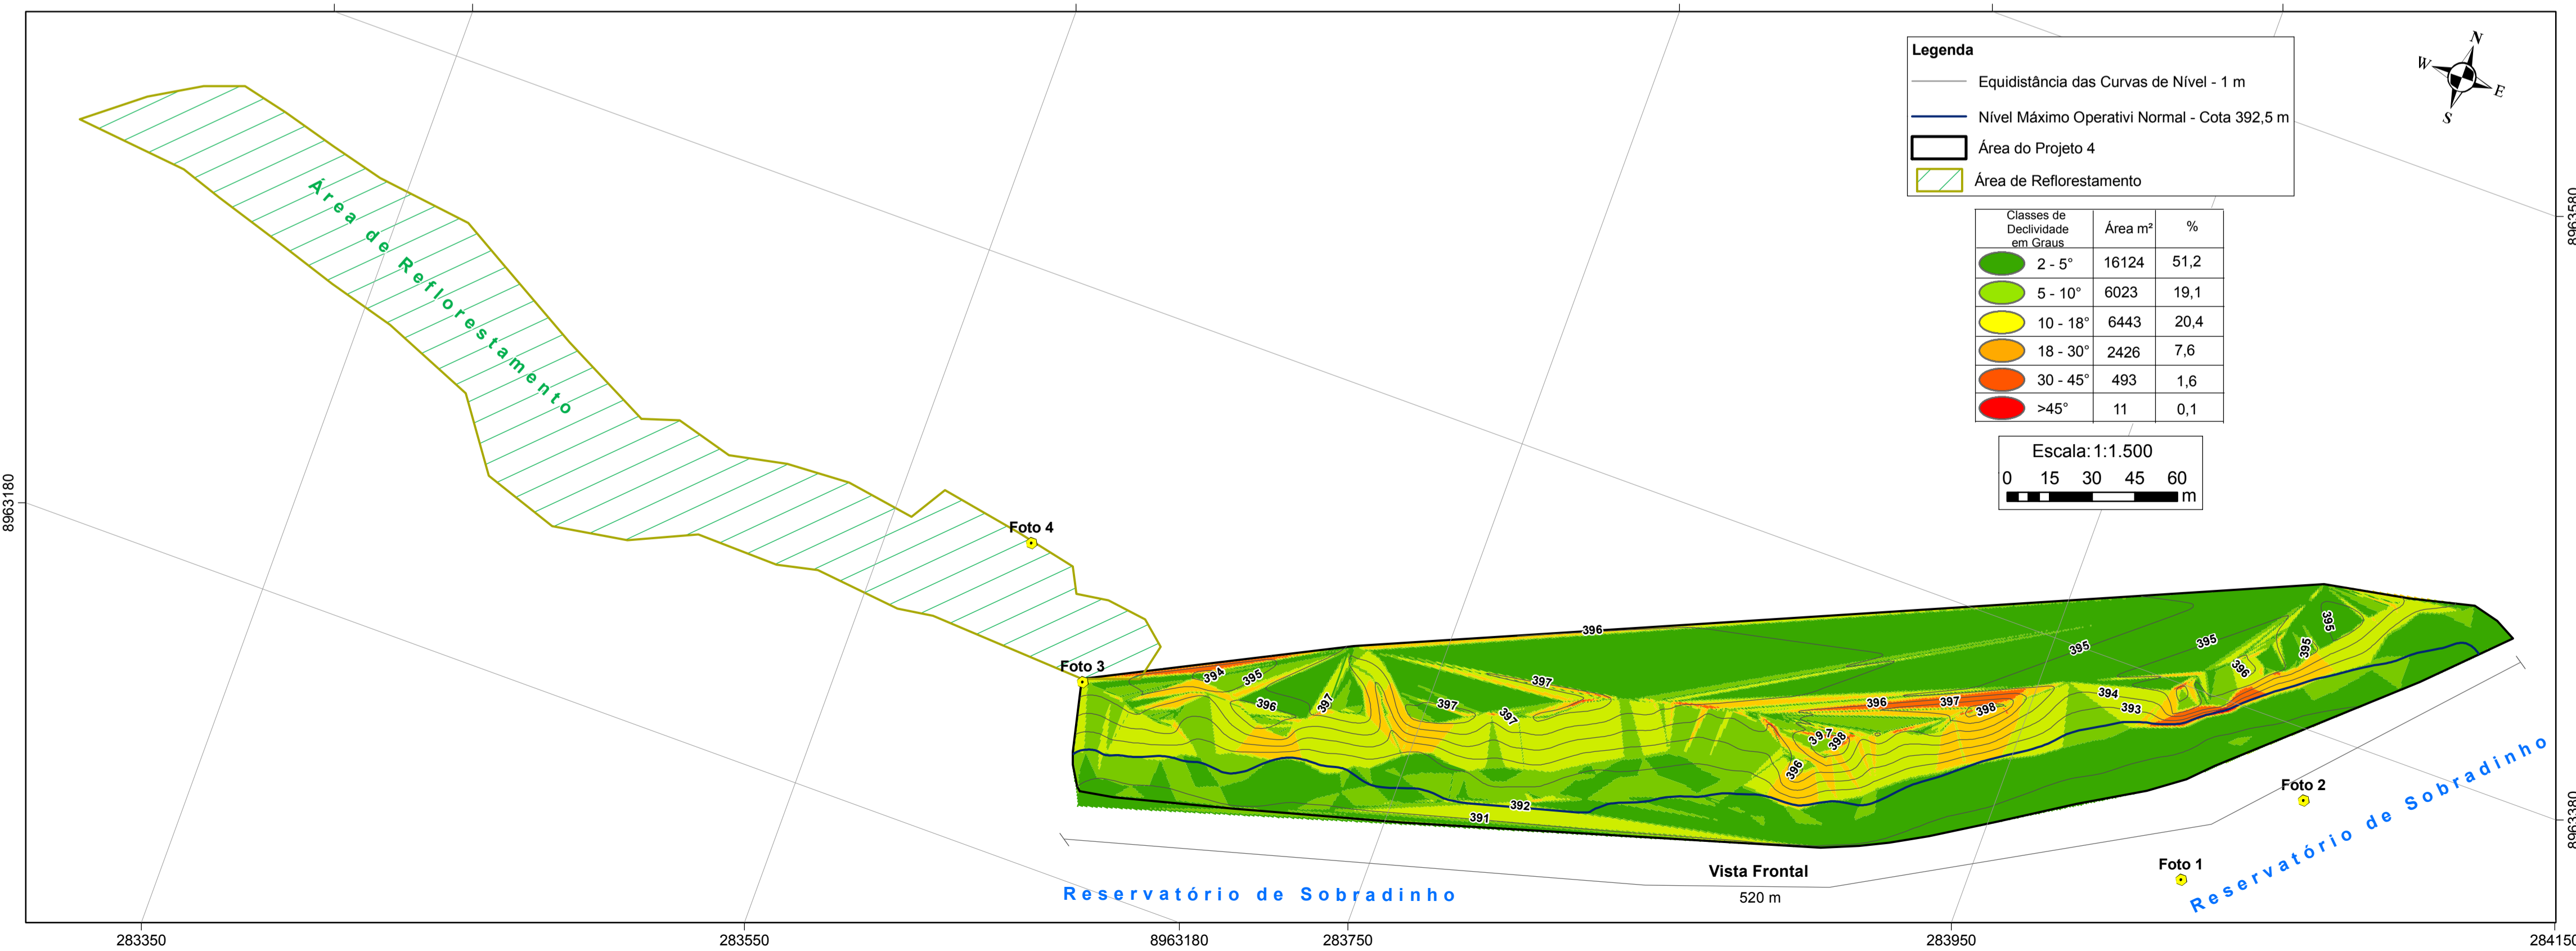 Legenda
Equidistância das Curvas de Nível - 1 m
Nível Máximo Operativi Normal - Cota 392,5 m
Área do Projeto 4
Área de Reflorestamento
N
W
E
S
Classes de
Declividade
em Graus
Área m²
%
2 - 5° 16124 51,2
5 - 10° 6023 19,1
10 - 18° 6443 20,4
18 - 30° 2426 7,6
30 - 45° 493 1,6
>45° 11 0,1
Escala:1:1.500
0 15 30 45 60
m
Área de Reflorestamento
Foto 4
Foto 3
396
395
395
395
395
396
394
395
396
397
397
397
397
396
397
398
394
393
397
398
396
392
391
Foto 2
Foto 1
Vista Frontal
520 m
Reservatório de Sobradinho
Reservatório de Sobradinho
8963180
8963580
8963380
283350
283550
8963180
283750
283950
284150